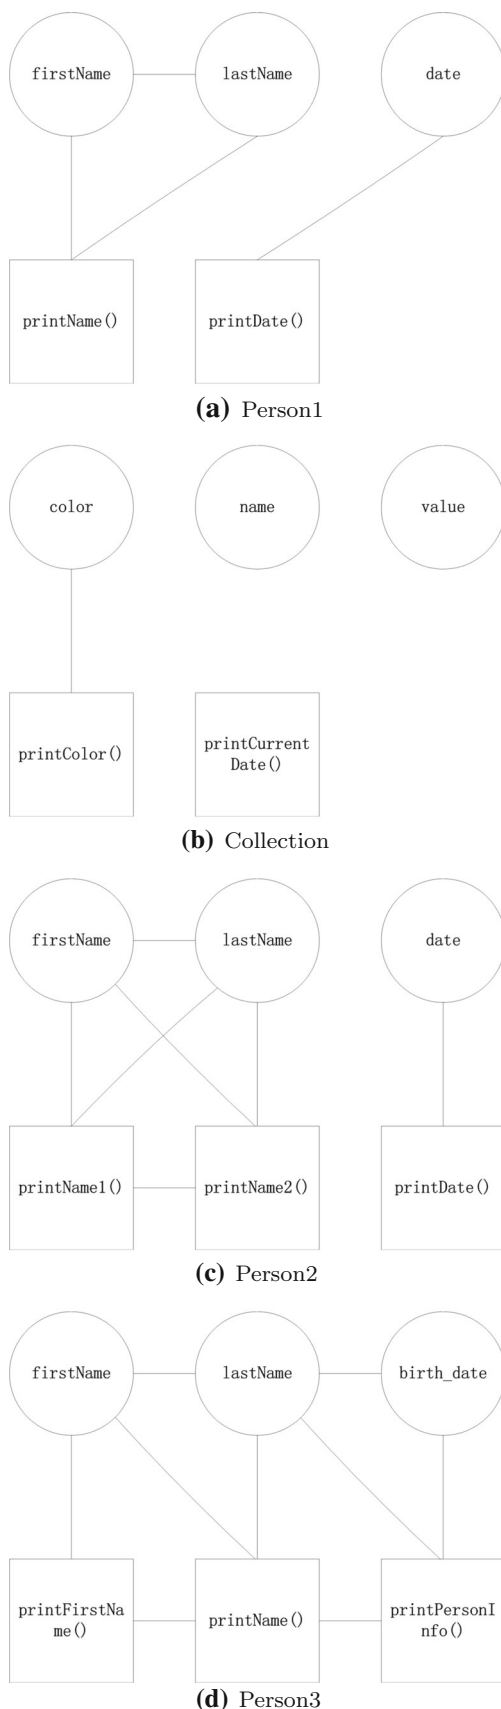 firstName lastName date
printName() printDate()
(a) Person1
color name value
printColor() printCurrent
Date()
(b) Collection
firstName lastName date
printName1() printName2() printDate()
(c) Person2
firstName lastName birth_date
printFirstNa
me() printName() printPersonI
nfo()
(d) Person3